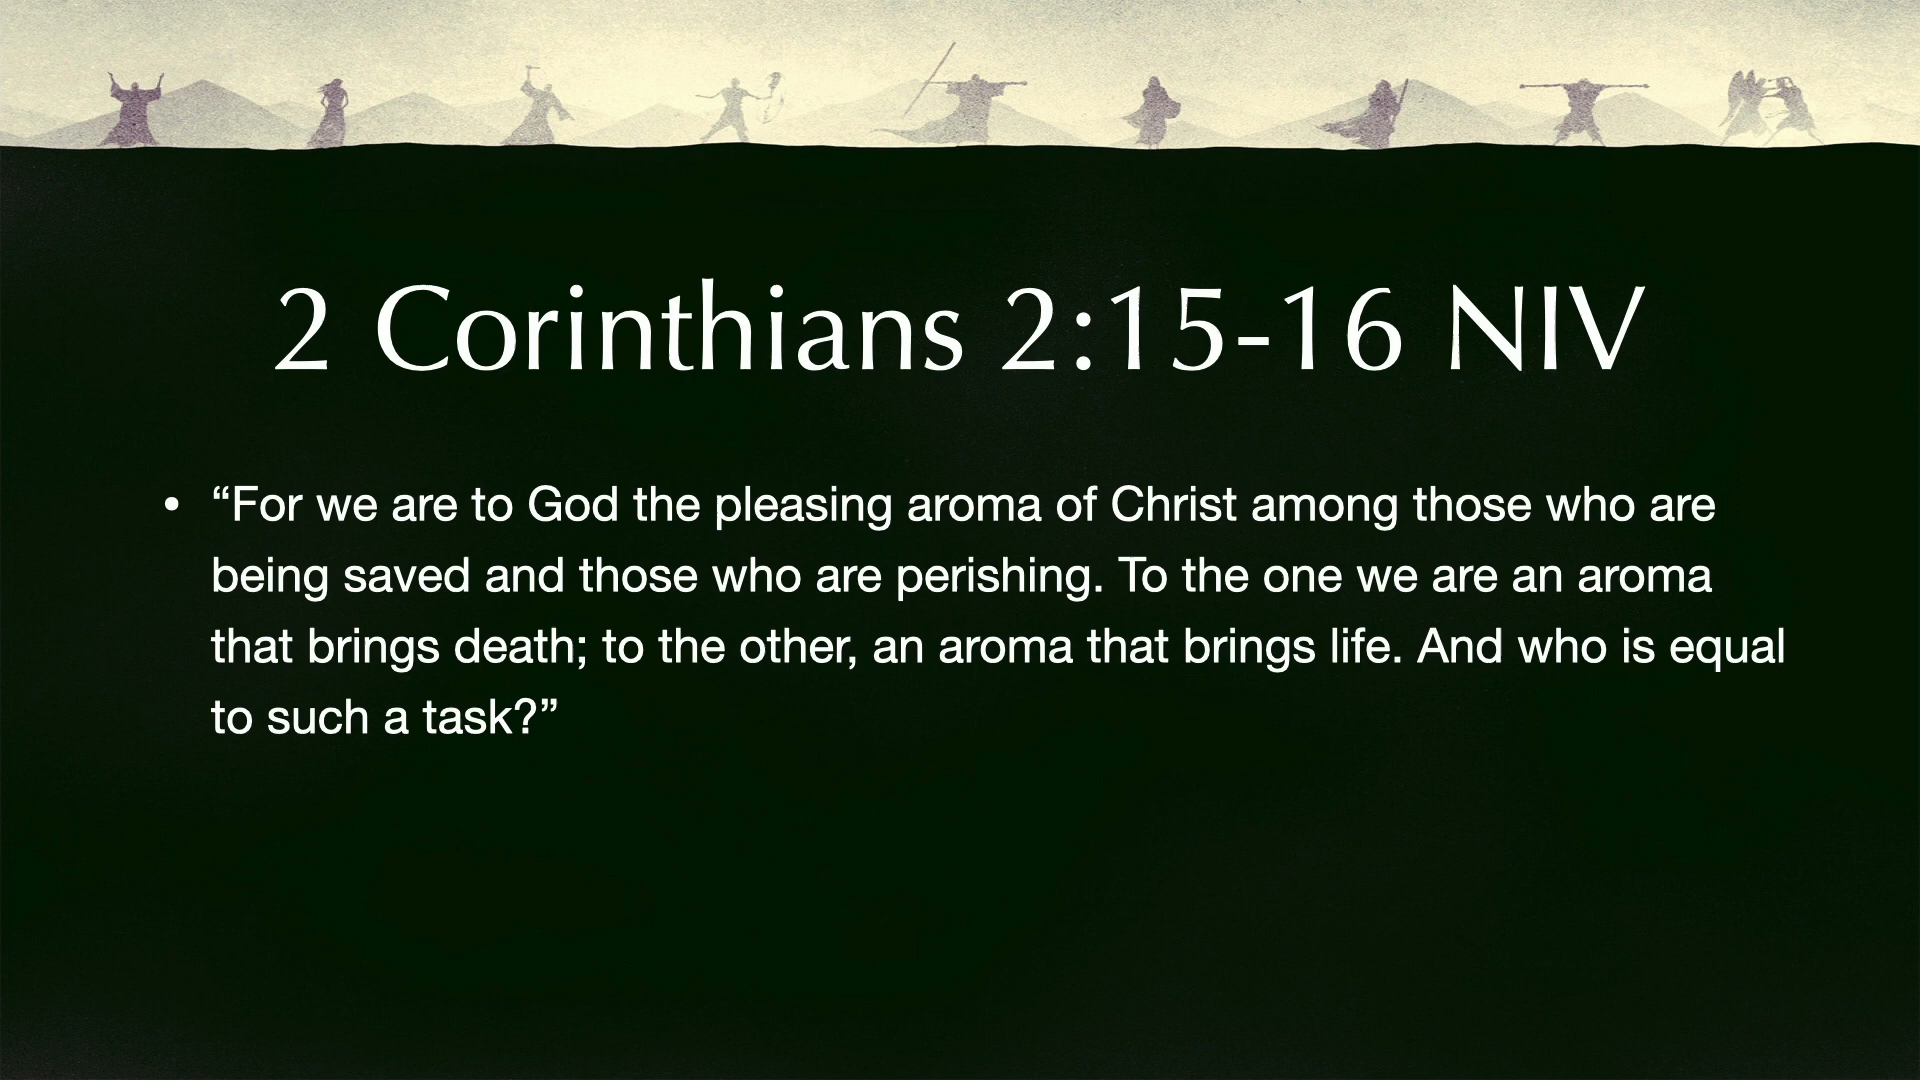 2 Corinthians 2:15-16 NIV
• “For we are to God the pleasing aroma of Christ among those who are
being saved and those who are perishing. To the one we are an aroma
that brings death; to the other, an aroma that brings life. And who is equal
to such a task?”